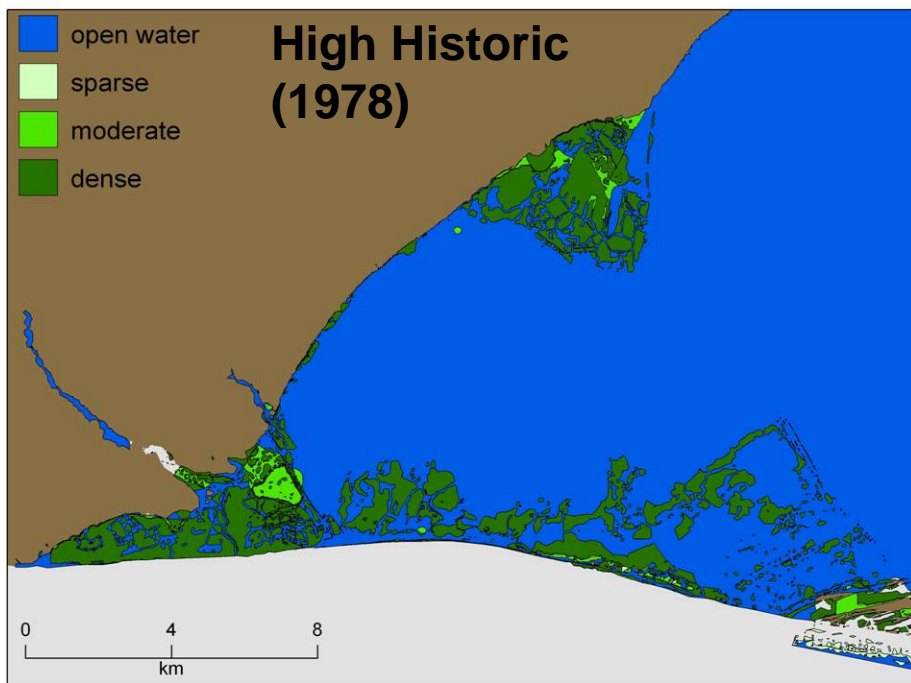 open water
sparse
moderate
dense
High Historic
(1978)
0 4 8
km